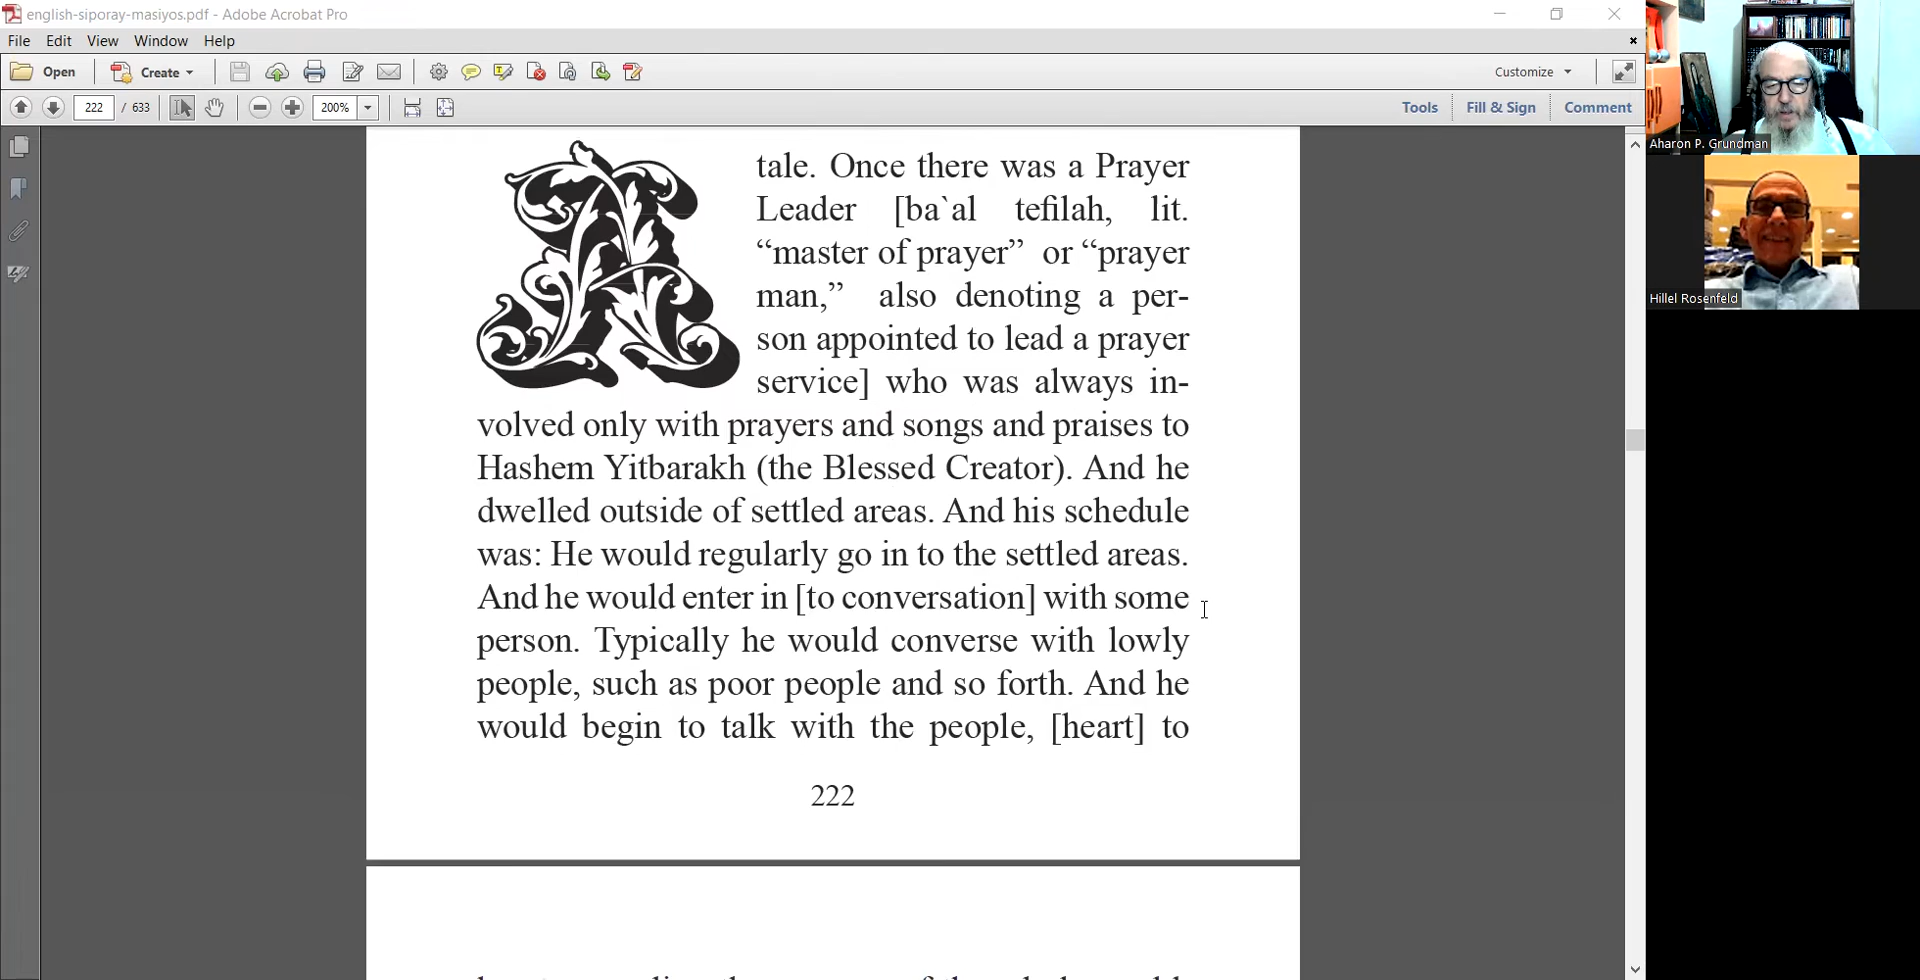 english-siporay-masiyos.pdf - Adobe Acrobat Pro
File Edit View Window Help
Open Create Customize
222 / 633 200% Tools Fill & Sign Comment
A
tale. Once there was a Prayer
Leader [ba`al tefilah, lit.
“master of prayer” or “prayer
man,” also denoting a per-
son appointed to lead a prayer
service] who was always in-
volved only with prayers and songs and praises to
Hashem Yitbarakh (the Blessed Creator). And he
dwelled outside of settled areas. And his schedule
was: He would regularly go in to the settled areas.
And he would enter in [to conversation] with some
person. Typically he would converse with lowly
people, such as poor people and so forth. And he
would begin to talk with the people, [heart] to
222
Aharon P. Grundman
Hillel Rosenfeld